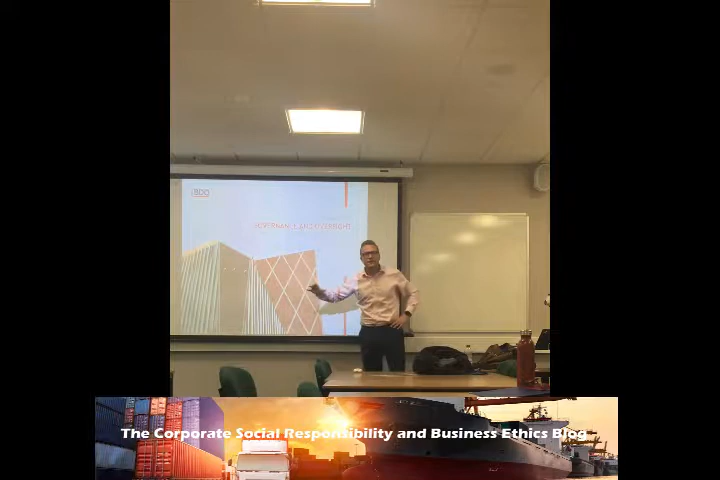 BDO
GOVERNANCE AND OVERSIGHT
The Corporate Social Responsibility and Business Ethics Blog